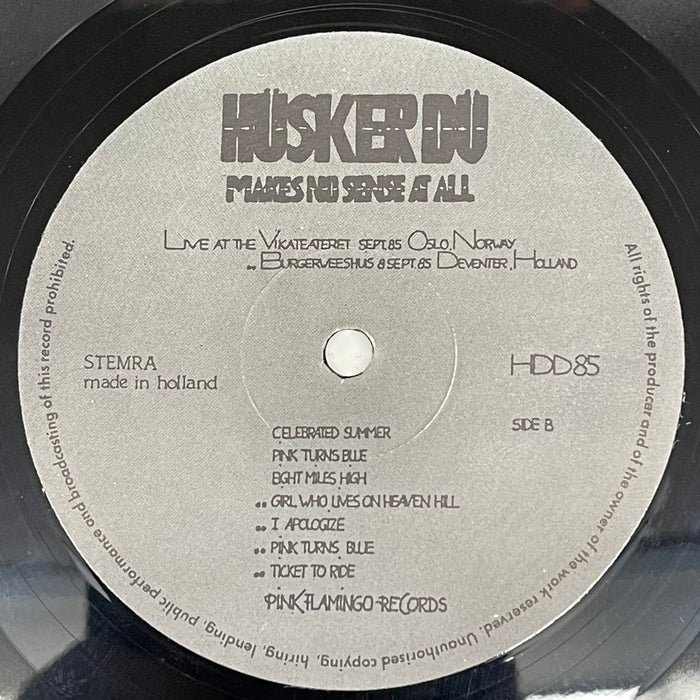 HÜSKER DÜ
MAKES NO SENSE AT ALL
LIVE AT THE VIKATEATERET SEPT.85 OSLO, NORWAY
.. BURGERVEESHUIS 8 SEPT. 85 DEVENTER, HOLLAND
STEMRA
made in holland
HDD85
SIDE B
CELEBRATED SUMMER
PINK TURNS BLUE
EIGHT MILES HIGH
.. GIRL WHO LIVES ON HEAVEN HILL
.. I APOLOGIZE
.. PINK TURNS BLUE
.. TICKET TO RIDE
PINK FLAMINGO-RECORDS
All rights of the producer and of the owner of the work reserved. Unauthorised copying, hiring, lending, public performance and broadcasting of this record prohibited.